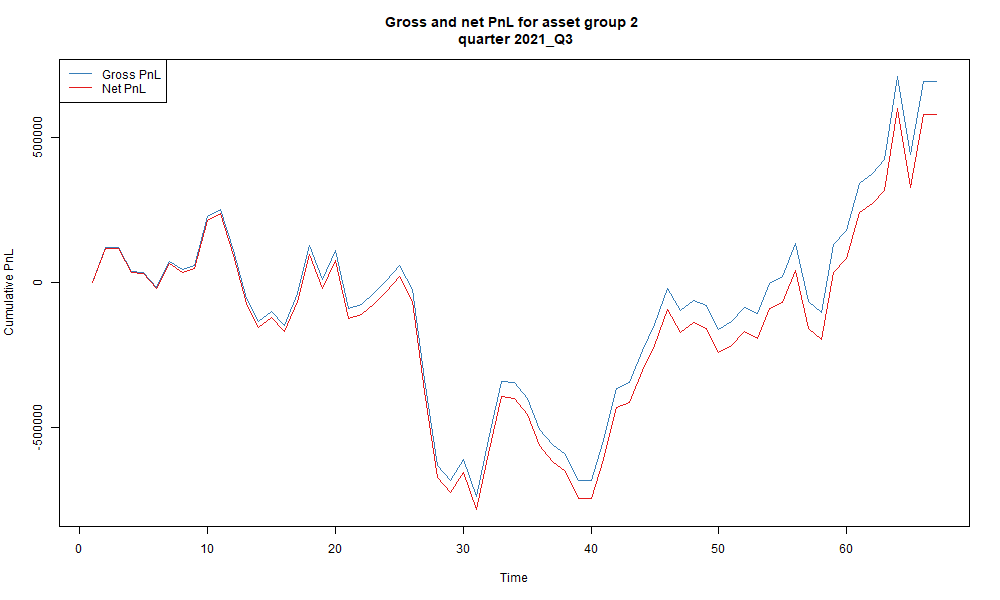 Gross and net PnL for asset group 2
quarter 2021_Q3
Gross PnL
Net PnL
Cumulative PnL
500000
0
-500000
0 10 20 30 40 50 60
Time